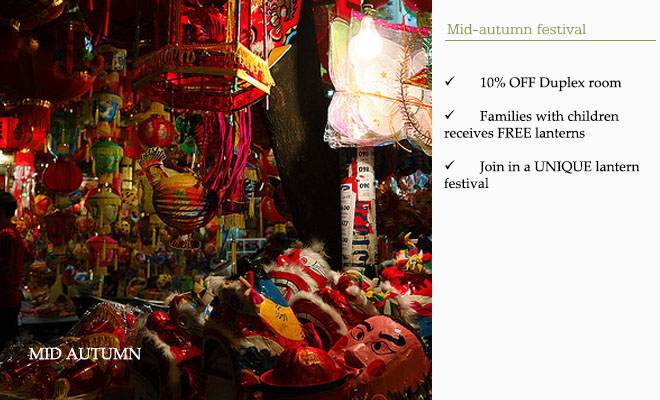 Mid-autumn festival
✓ 10% OFF Duplex room
✓ Families with children
receives FREE lanterns
✓ Join in a UNIQUE lantern
festival
MID AUTUMN